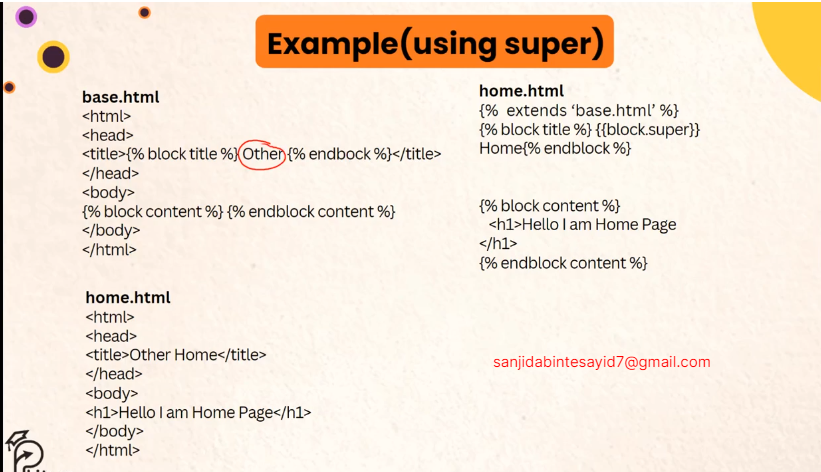 Example(using super)
base.html
<html>
<head>
<title>{% block title %} Other {% endbock %}</title>
</head>
<body>
{% block content %} {% endblock content %}
</body>
</html>
home.html
<html>
<head>
<title>Other Home</title>
</head>
<body>
<h1>Hello I am Home Page</h1>
</body>
</html>
home.html
{%  extends ‘base.html’ %}
{% block title %} {{block.super}}
Home{% endblock %}
{% block content %}
<h1>Hello I am Home Page
</h1>
{% endblock content %}
sanjidabintesayid7@gmail.com